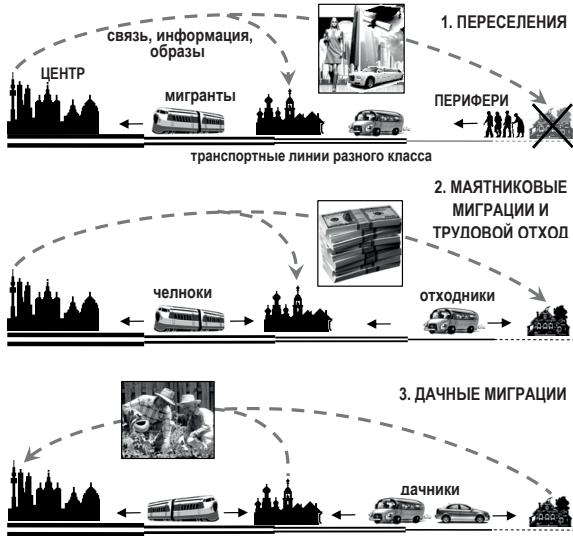 1. ПЕРЕСЕЛЕНИЯ
связь, информация,
образы
ЦЕНТР
мигранты
ПЕРИФЕРИ
транспортные линии разного класса
2. МАЯТНИКОВЫЕ
МИГРАЦИИ И
ТРУДОВОЙ ОТХОД
челноки
отходники
3. ДАЧНЫЕ МИГРАЦИИ
дачники